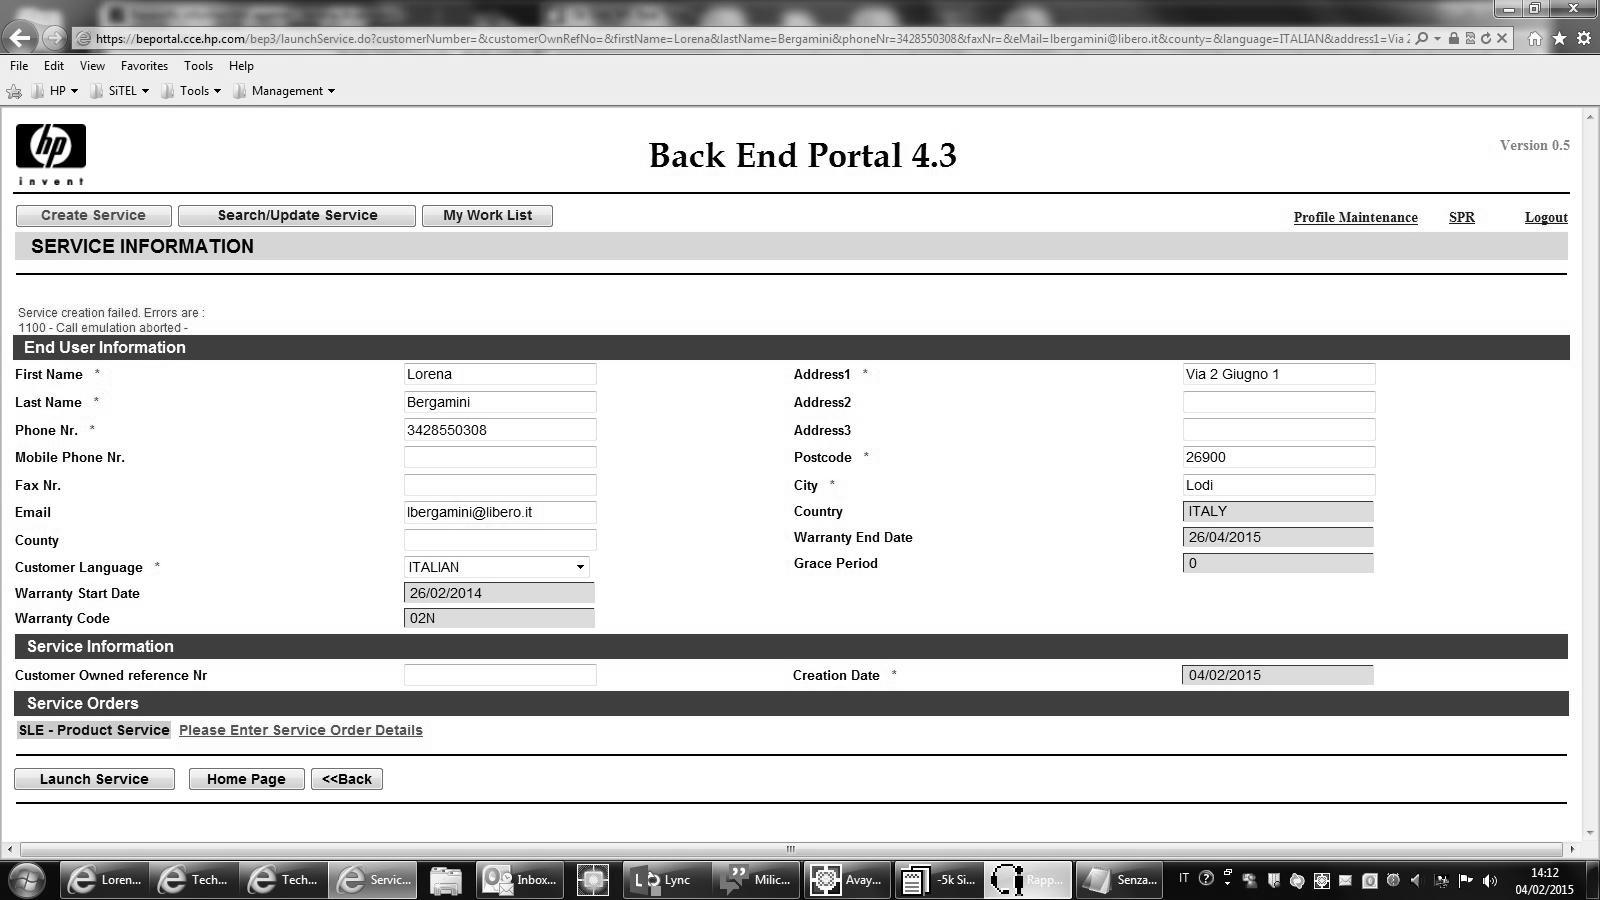 https://beportal.cce.hp.com/bep3/launchService.do?customerNumber=&customerOwnRefNo=&firstName=Lorena&lastName=Bergamini&phoneNr=3428550308&faxNr=&eMail=lbergamini@libero.it&county=&language=ITALIAN&address1=Via 2
File Edit View Favorites Tools Help
HP SiTEL Tools Management
hp
invent
Back End Portal 4.3
Version 0.5
Create Service Search/Update Service My Work List
Profile Maintenance SPR Logout
SERVICE INFORMATION
Service creation failed. Errors are :
1100 - Call emulation aborted -
End User Information
First Name * Lorena Address1 * Via 2 Giugno 1
Last Name * Bergamini Address2
Phone Nr. * 3428550308 Address3
Mobile Phone Nr. Postcode * 26900
Fax Nr. City * Lodi
Email lbergamini@libero.it Country ITALY
County Warranty End Date 26/04/2015
Customer Language * ITALIAN Grace Period 0
Warranty Start Date 26/02/2014
Warranty Code 02N
Service Information
Customer Owned reference Nr Creation Date * 04/02/2015
Service Orders
SLE - Product Service Please Enter Service Order Details
Launch Service Home Page <<Back
Loren... Tech... Tech... Servic... Inbox... Lync Milic... Avay... -5k Si... Rapp... Senza... IT 14:12
04/02/2015